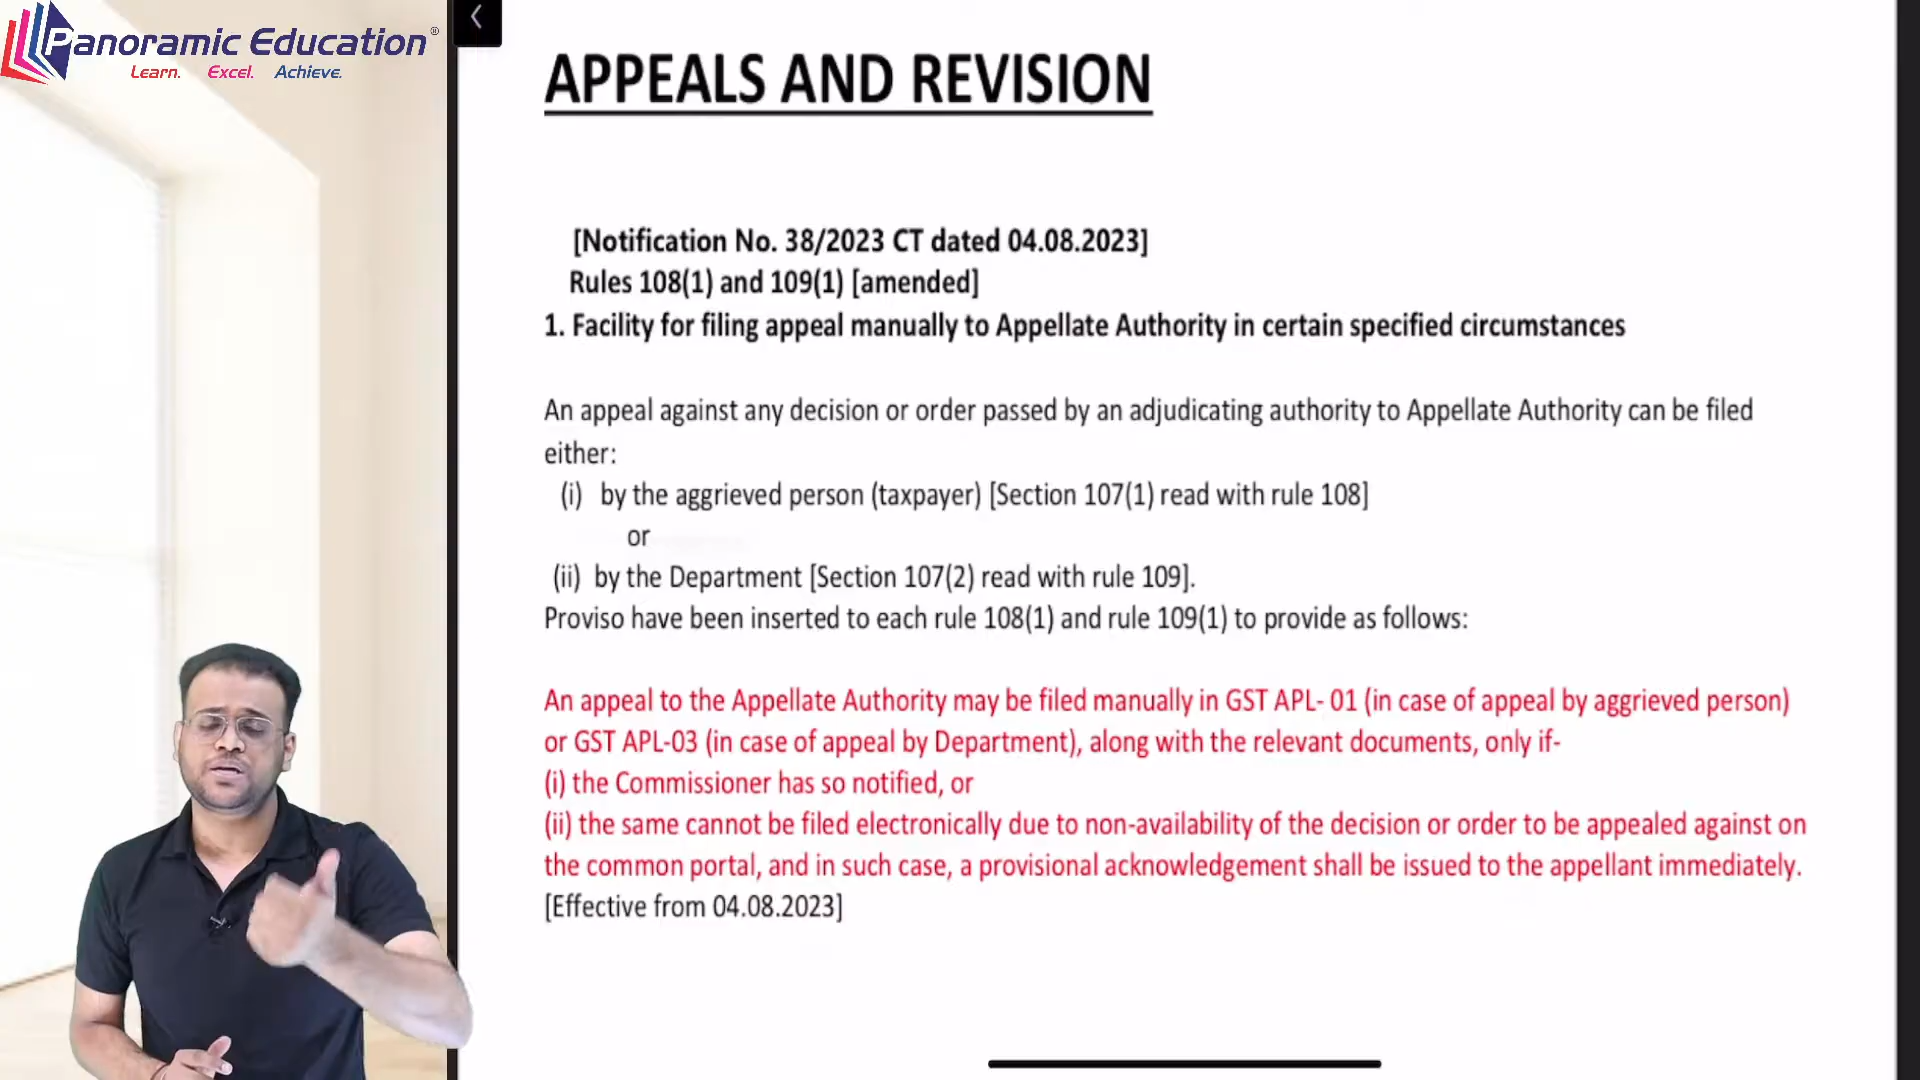 Panoramic Education®
Learn. Excel. Achieve.
APPEALS AND REVISION
[Notification No. 38/2023 CT dated 04.08.2023]
Rules 108(1) and 109(1) [amended]
1. Facility for filing appeal manually to Appellate Authority in certain specified circumstances
An appeal against any decision or order passed by an adjudicating authority to Appellate Authority can be filed
either:
(i) by the aggrieved person (taxpayer) [Section 107(1) read with rule 108]
or
(ii) by the Department [Section 107(2) read with rule 109].
Proviso have been inserted to each rule 108(1) and rule 109(1) to provide as follows:
An appeal to the Appellate Authority may be filed manually in GST APL- 01 (in case of appeal by aggrieved person)
or GST APL-03 (in case of appeal by Department), along with the relevant documents, only if-
(i) the Commissioner has so notified, or
(ii) the same cannot be filed electronically due to non-availability of the decision or order to be appealed against on
the common portal, and in such case, a provisional acknowledgement shall be issued to the appellant immediately.
[Effective from 04.08.2023]